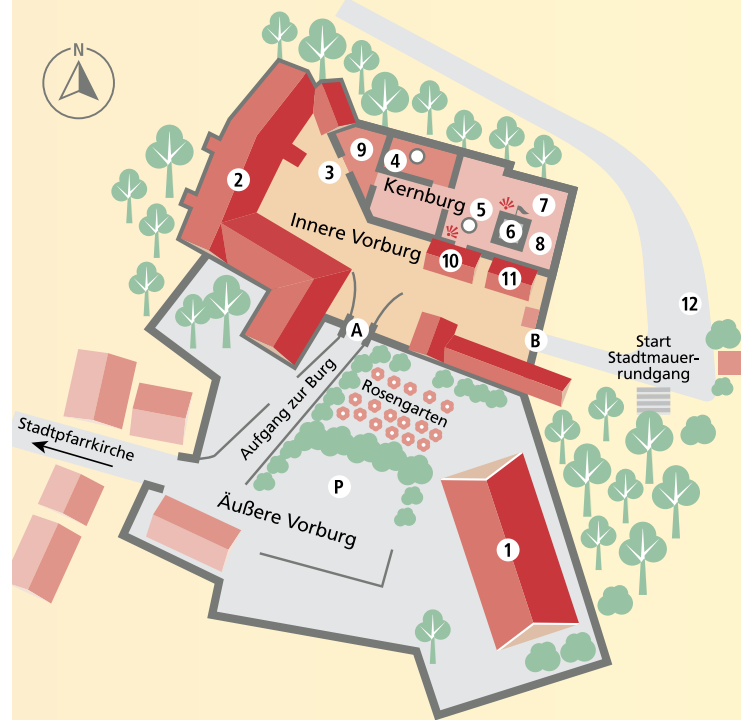 N
9
4
3
2
Kernburg
7
5
6
8
Innere Vorburg
10
11
12
A
B
Start
Stadtmauer-
rundgang
Aufgang zur Burg
Rosengarten
Stadtpfarrkirche
P
Äußere Vorburg
1